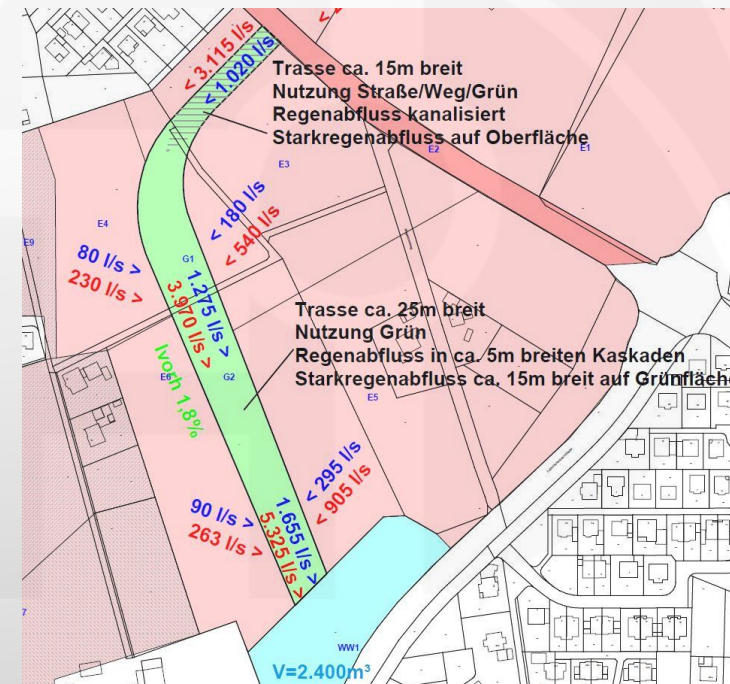 < 3.115 l/s
< 1.020 l/s
Trasse ca. 15m breit
Nutzung Straße/Weg/Grün
Regenabfluss kanalisiert
Starkregenabfluss auf Oberfläche
E2
E1
E3
E4
E9
< 180 l/s
< 540 l/s
80 l/s >
230 l/s >
G1
1.275 l/s >
3.970 l/s >
Trasse ca. 25m breit
Nutzung Grün
Regenabfluss in ca. 5m breiten Kaskaden
Starkregenabfluss ca. 15m breit auf Grünfläche
Ivorh 1,8%
E6
G2
E5
< 295 l/s
< 905 l/s
90 l/s >
263 l/s >
1.655 l/s >
5.325 l/s >
7
WW1
V=2.400m³